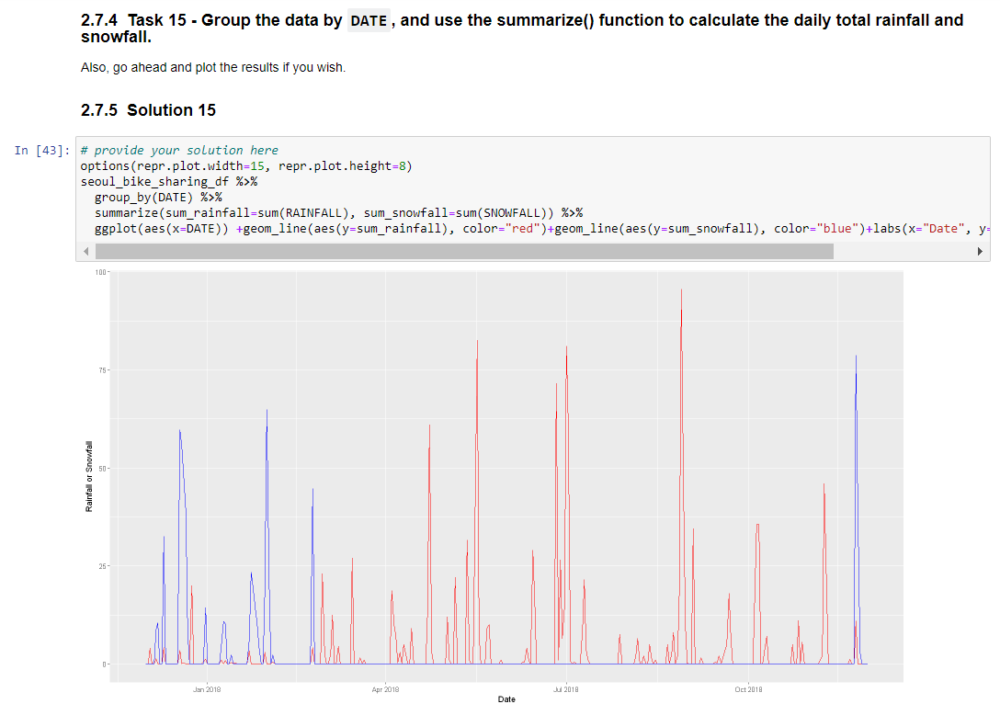 2.7.4 Task 15 - Group the data by DATE, and use the summarize() function to calculate the daily total rainfall and
snowfall.
Also, go ahead and plot the results if you wish.
2.7.5 Solution 15
In [43]: # provide your solution here
options(repr.plot.width=15, repr.plot.height=8)
seoul_bike_sharing_df %>%
group_by(DATE) %>%
summarize(sum_rainfall=sum(RAINFALL), sum_snowfall=sum(SNOWFALL)) %>%
ggplot(aes(x=DATE)) +geom_line(aes(y=sum_rainfall), color="red")+geom_line(aes(y=sum_snowfall), color="blue")+labs(x="Date", y=
100
75
50
25
0
Rainfall or Snowfall
Jan 2018 Apr 2018 Jul 2018 Oct 2018
Date